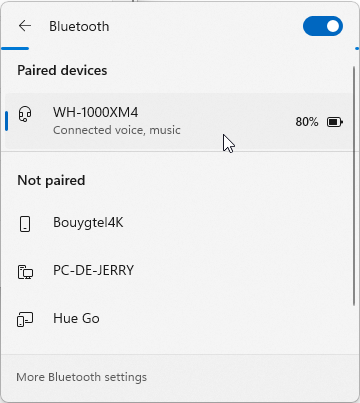 Bluetooth
Paired devices
WH-1000XM4
80%
Connected voice, music
Not paired
Bouygtel4K
PC-DE-JERRY
Hue Go
More Bluetooth settings